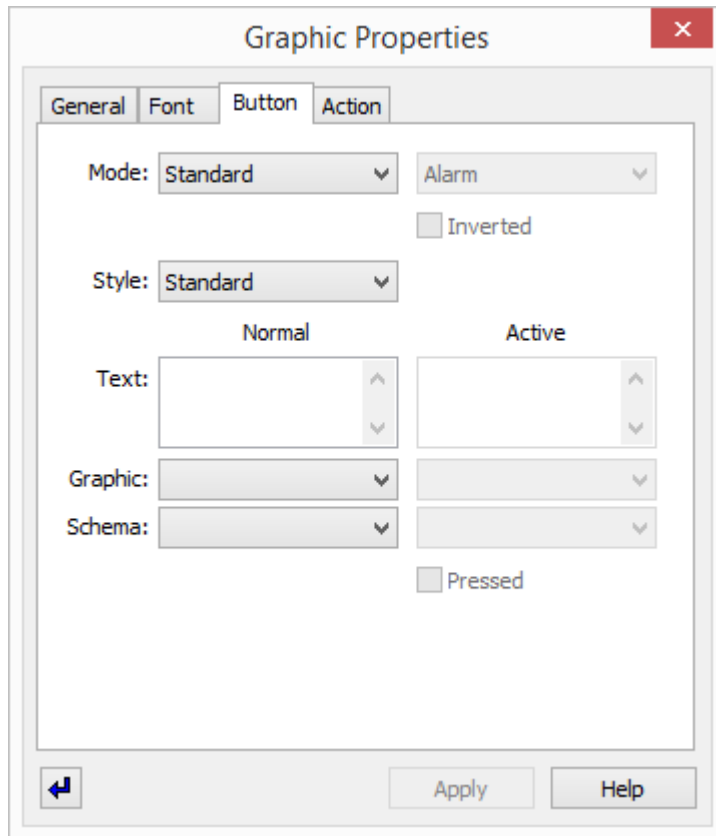 Graphic Properties
General Font Button Action
Mode: Standard Alarm
Inverted
Style: Standard
Normal Active
Text:
Graphic:
Schema:
Pressed
Apply Help